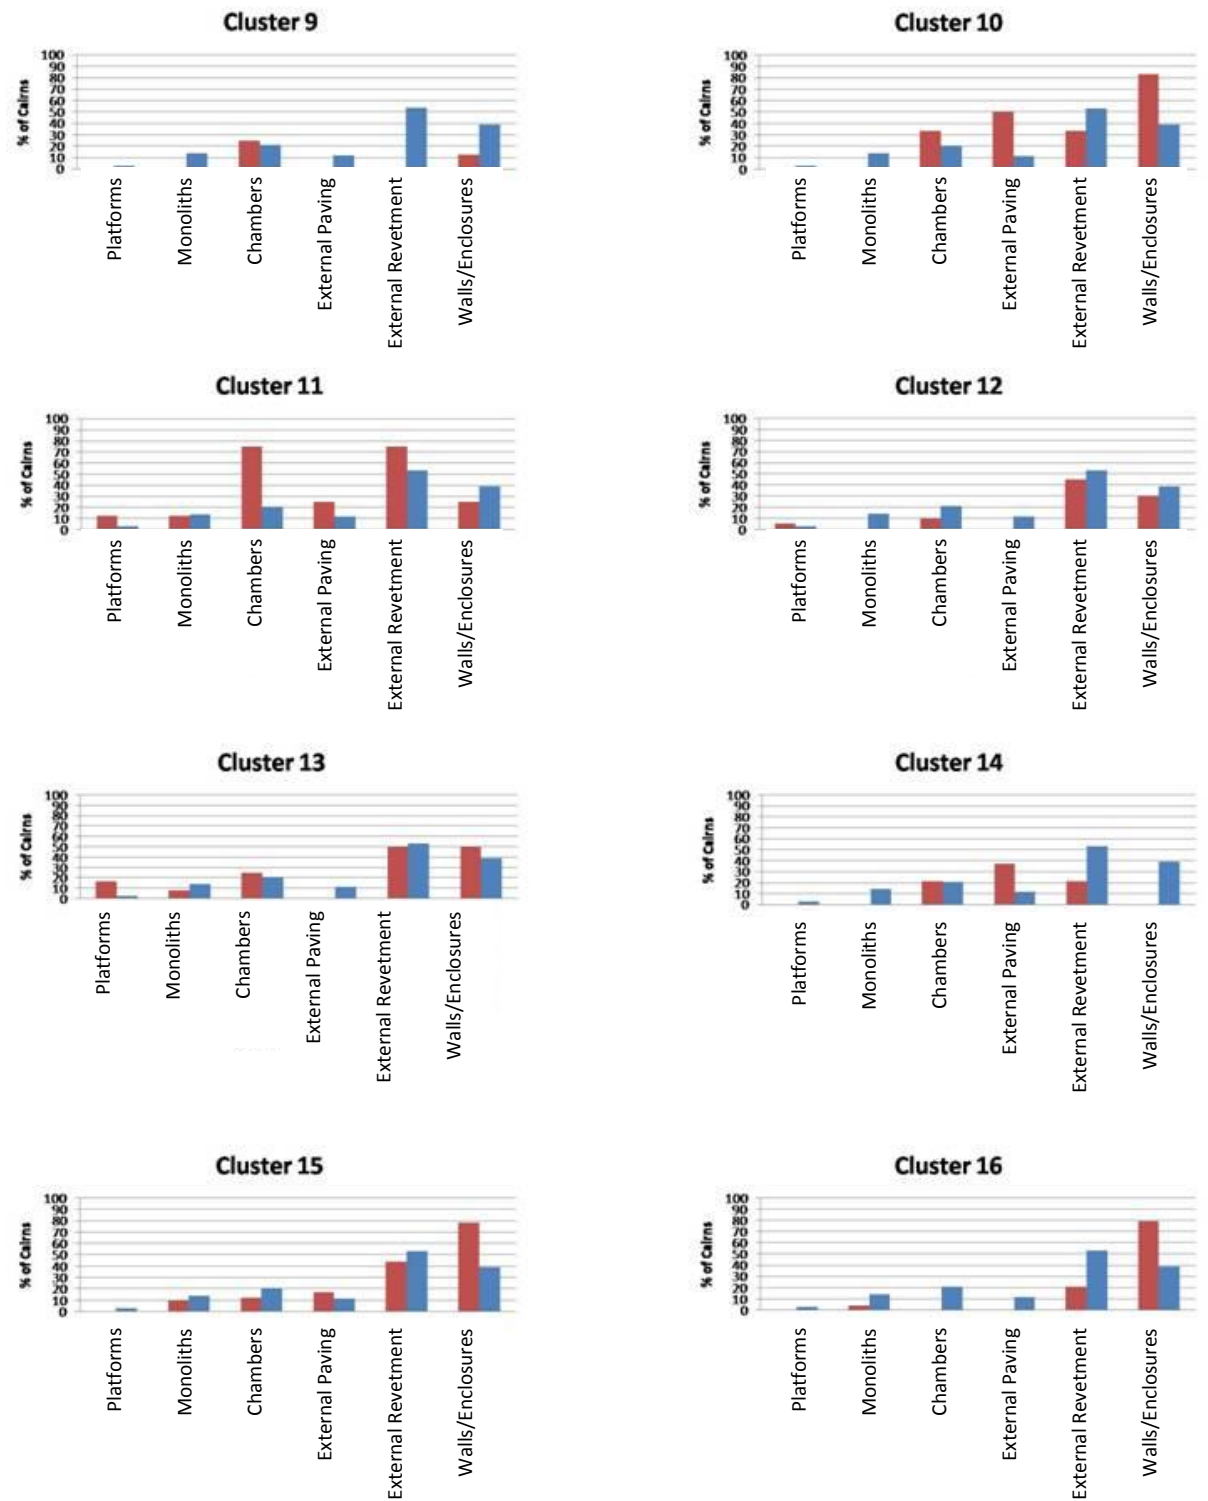 Cluster 9
% of Cairns
100
90
80
70
60
50
40
30
20
10
0
Platforms
Monoliths
Chambers
External Paving
External Revetment
Walls/Enclosures
Cluster 10
% of Cairns
100
90
80
70
60
50
40
30
20
10
0
Platforms
Monoliths
Chambers
External Paving
External Revetment
Walls/Enclosures
Cluster 11
% of Cairns
100
90
80
70
60
50
40
30
20
10
0
Platforms
Monoliths
Chambers
External Paving
External Revetment
Walls/Enclosures
Cluster 12
% of Cairns
100
90
80
70
60
50
40
30
20
10
0
Platforms
Monoliths
Chambers
External Paving
External Revetment
Walls/Enclosures
Cluster 13
% of Cairns
100
90
80
70
60
50
40
30
20
10
0
Platforms
Monoliths
Chambers
External Paving
External Revetment
Walls/Enclosures
Cluster 14
% of Cairns
100
90
80
70
60
50
40
30
20
10
0
Platforms
Monoliths
Chambers
External Paving
External Revetment
Walls/Enclosures
Cluster 15
% of Cairns
100
90
80
70
60
50
40
30
20
10
0
Platforms
Monoliths
Chambers
External Paving
External Revetment
Walls/Enclosures
Cluster 16
% of Cairns
100
90
80
70
60
50
40
30
20
10
0
Platforms
Monoliths
Chambers
External Paving
External Revetment
Walls/Enclosures